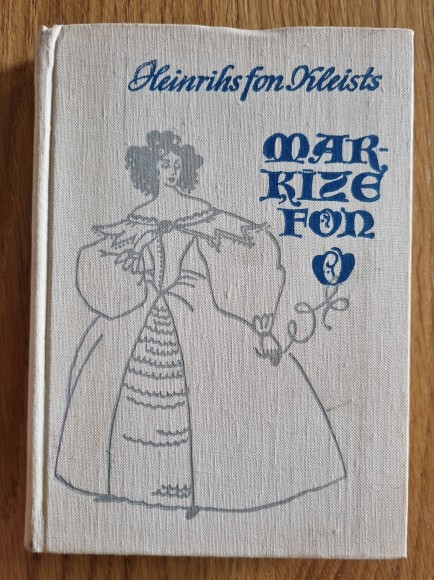 Heinrihs fon Kleists
MAR-
KĪZE
FON
O